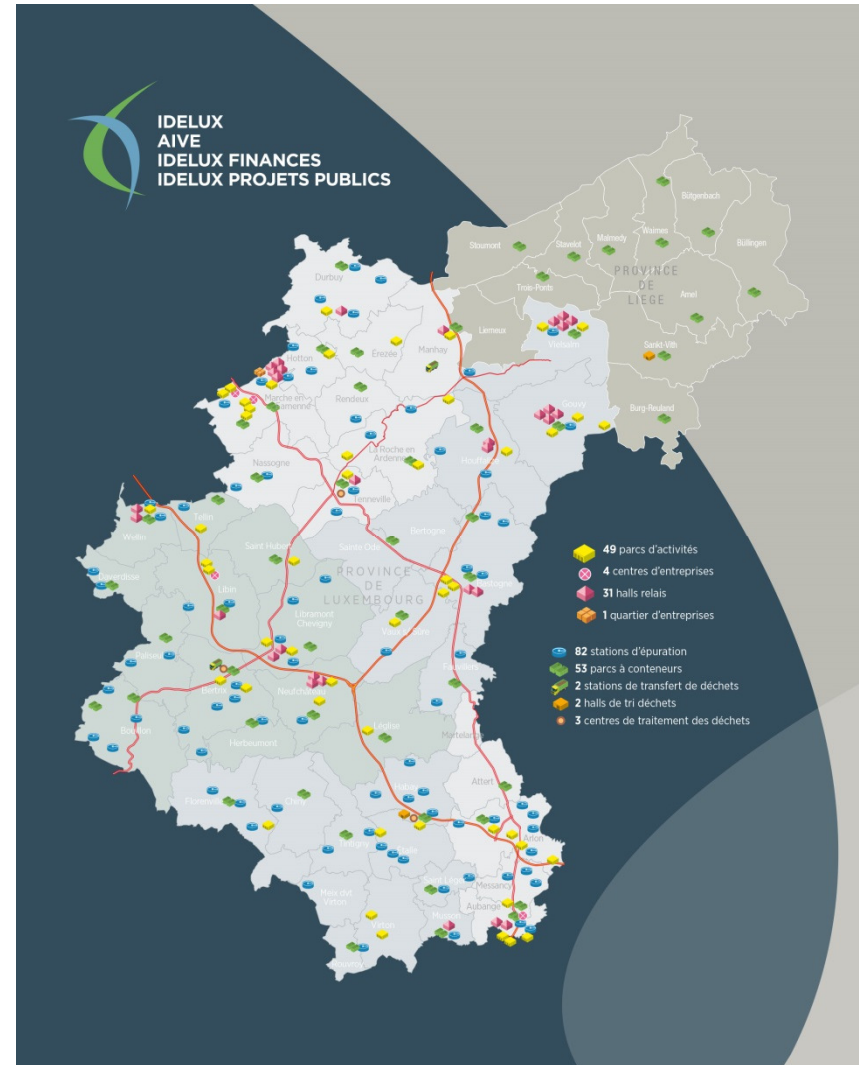 IDELUX
AIVE
IDELUX FINANCES
IDELUX PROJETS PUBLICS
Bütgenbach
Waimes
Stoumont
Stavelot
Malmedy
Büllingen
PROVINCE
DE
LIEGE
Durbuy
Trois-Ponts
Amel
Lierneux
Manhay
Erezée
Vielsalm
Sankt-Vith
Hotton
Rendeux
Marche en
Famenne
Gouvy
Burg-Reuland
La Roche en
Ardenne
Houffalize
Nassogne
Tenneville
Tellin
Wellin
Bertogne
Saint Hubert
Sainte Ode
49 parcs d'activités
4 centres d'entreprises
31 halls relais
1 quartier d'entreprises
PROVINCE
DE
LUXEMBOURG
Daverdisse
Bastogne
Libin
Libramont
Chevigny
Vaux s/ Sûre
82 stations d'épuration
53 parcs à conteneurs
2 stations de transfert de déchets
2 halls de tri déchets
3 centres de traitement des déchets
Paliseul
Fauvillers
Bertrix
Neufchâteau
Bouillon
Léglise
Martelange
Herbeumont
Attert
Habay
Florenville
Chiny
Arlon
Tintigny
Etalle
Saint Léger
Messancy
Meix dvt
Virton
Aubange
Musson
Virton
Rouvroy